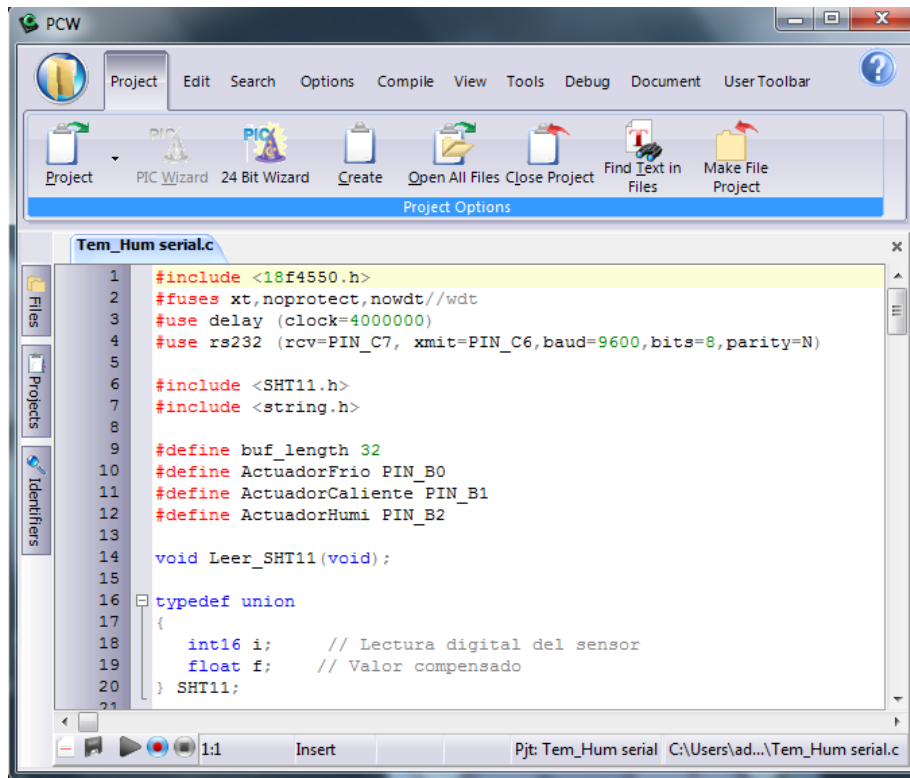 PCW
Project Edit Search Options Compile View Tools Debug Document User Toolbar
Project PIC Wizard 24 Bit Wizard Create Open All Files Close Project Find Text in Files Make File Project
Project Options
Tem_Hum serial.c
Files
Projects
Identifiers
1 #include <18f4550.h>
2 #fuses xt,noprotect,nowdt//wdt
3 #use delay (clock=4000000)
4 #use rs232 (rcv=PIN_C7, xmit=PIN_C6,baud=9600,bits=8,parity=N)
5
6 #include <SHT11.h>
7 #include <string.h>
8
9 #define buf_length 32
10 #define ActuadorFrio PIN_B0
11 #define ActuadorCaliente PIN_B1
12 #define ActuadorHumi PIN_B2
13
14 void Leer_SHT11(void);
15
16 typedef union
17 {
18 int16 i; // Lectura digital del sensor
19 float f; // Valor compensado
20 } SHT11;
21
1:1 Insert Pjt: Tem_Hum serial C:\Users\ad...\Tem_Hum serial.c